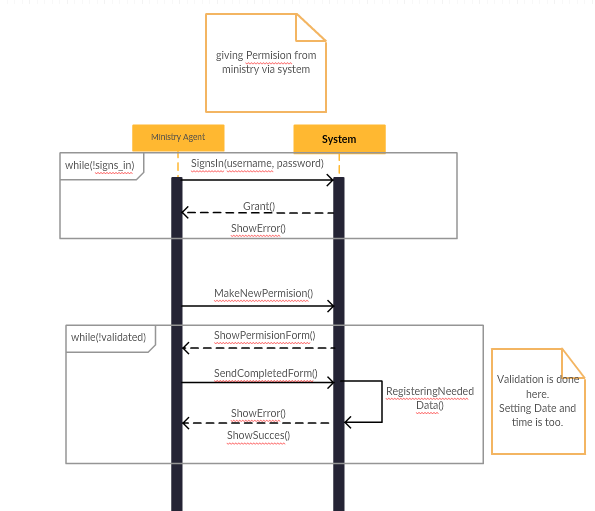 giving Permision from
ministry via system
Ministry Agent
System
while(!signs_in)
SignsIn(username, password)
Grant()
ShowError()
MakeNewPermision()
while(!validated)
ShowPermisionForm()
SendCompletedForm()
RegisteringNeeded
Data()
ShowError()
ShowSucces()
Validation is done
here.
Setting Date and
time is too.